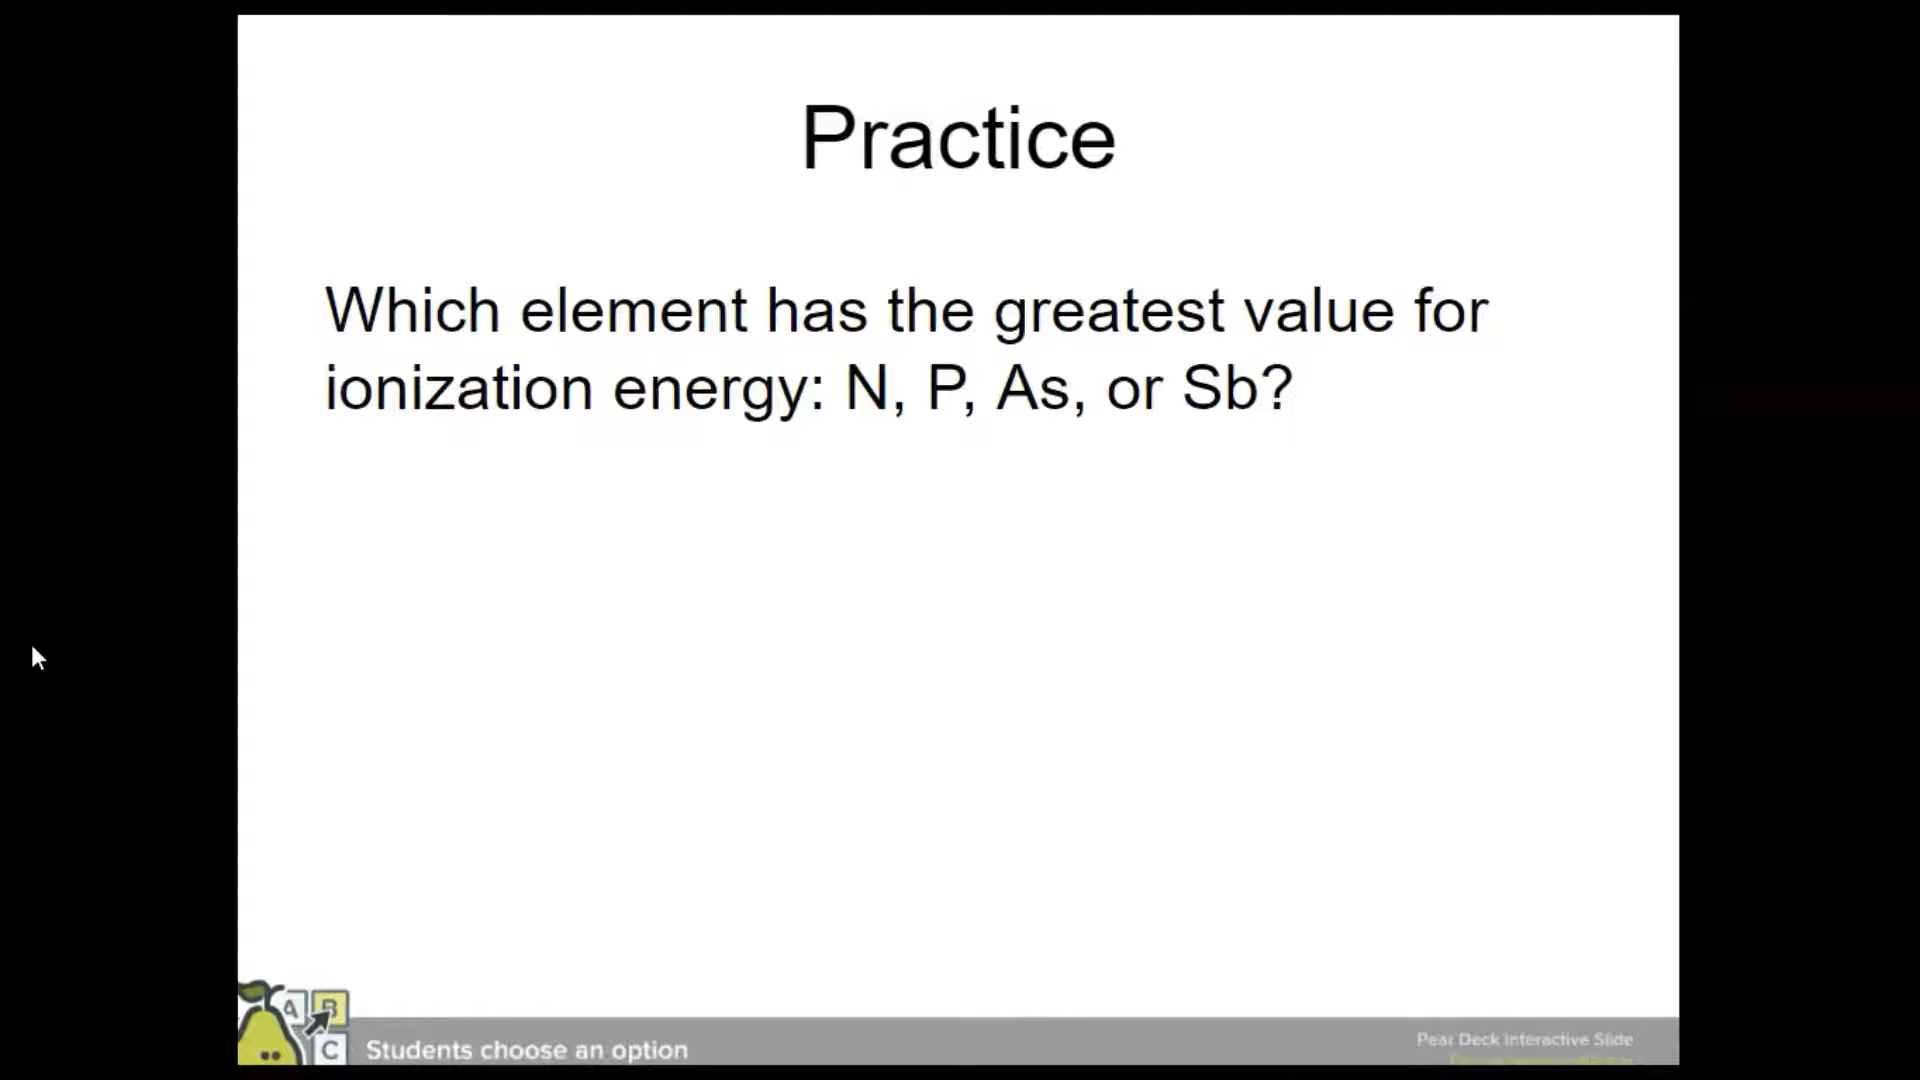 Practice
Which element has the greatest value for
ionization energy: N, P, As, or Sb?
A B
C
Students choose an option
Pear Deck Interactive Slide